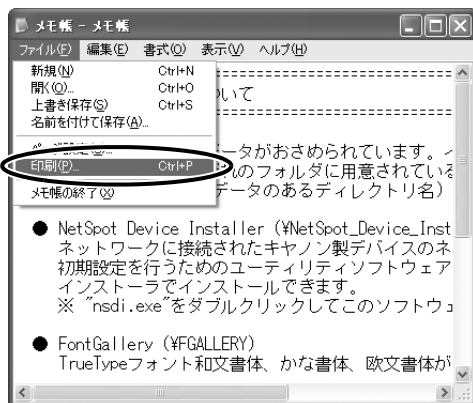 メモ帳 - メモ帳
ファイル(F) 編集(E) 書式(O) 表示(V) ヘルプ(H)
新規(N) Ctrl+N
開く(O)... Ctrl+O
上書き保存(S) Ctrl+S
名前を付けて保存(A)...
印刷(P)... Ctrl+P
メモ帳の終了(X)
ついて
ータがおさめられています。
のフォルダに用意されている
データのあるディレクトリ名)
● NetSpot Device Installer (¥NetSpot_Device_Inst
ネットワークに接続されたキヤノン製デバイスのネ
初期設定を行うためのユーティリティソフトウェア
インストーラでインストールできます。
※ "nsdi.exe"をダブルクリックしてこのソフトウェ
● FontGallery (¥FGALLERY)
TrueTypeフォント和文書体、かな書体、欧文書体が